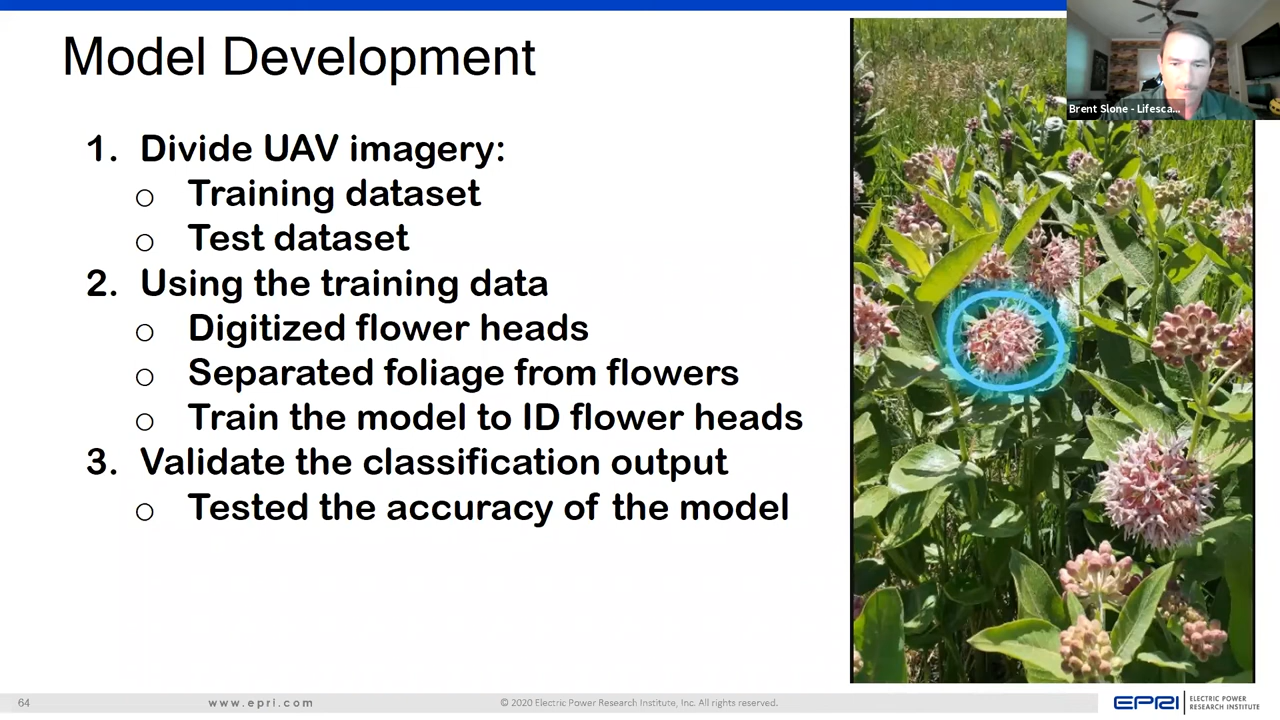 Model Development
Brent Slone - Lifesca...
1. Divide UAV imagery:
o Training dataset
o Test dataset
2. Using the training data
o Digitized flower heads
o Separated foliage from flowers
o Train the model to ID flower heads
3. Validate the classification output
o Tested the accuracy of the model
64
www.epri.com
© 2020 Electric Power Research Institute, Inc. All rights reserved.
EPRI
ELECTRIC POWER
RESEARCH INSTITUTE